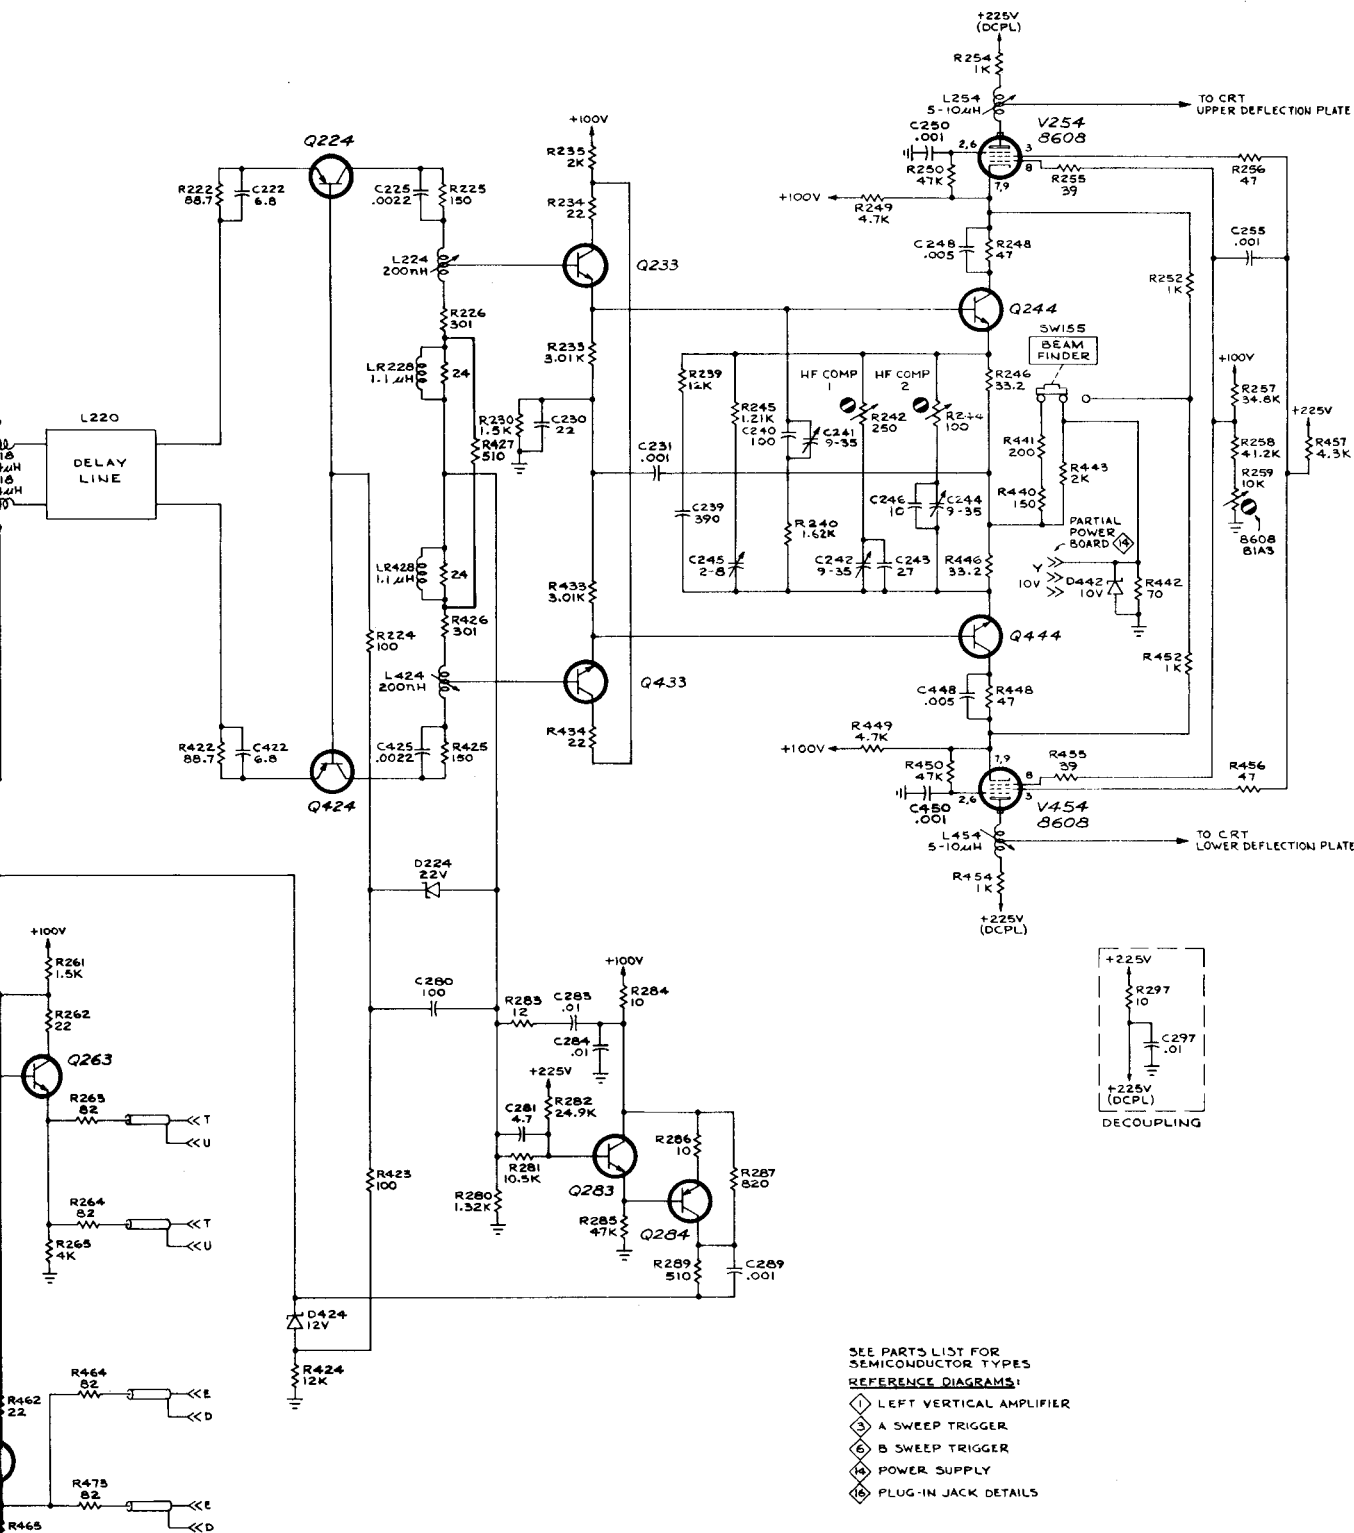 +225V
(DCPL)
R254
1K
L254
5-10µH
TO CRT
UPPER DEFLECTION PLATE
V254
8608
C250
.001
2,6
3
8
7,9
R250
47K
R255
39
R256
47
+100V
R249
4.7K
C248
.005
R248
47
C255
.001
R252
1K
Q224
R222
88.7
C222
6.8
C225
.0022
R225
150
L224
200nH
R226
301
LR228
1.1µH
24
+100V
R235
2K
R234
22
Q233
R233
3.01K
R230
1.5K
C230
22
R427
510
C231
.001
Q244
SW155
BEAM
FINDER
R239
12K
R245
1.21K
C240
100
C241
9-35
HF COMP
1
R242
250
HF COMP
2
R244
100
R246
33.2
R441
200
R443
2K
R440
150
+100V
R257
34.8K
R258
41.2K
R259
10K
8608
BIAS
+225V
R457
4.3K
L220
DELAY
LINE
C239
390
C245
2-8
R240
1.62K
C242
9-35
C243
27
C246
10
C244
9-35
R446
33.2
PARTIAL
POWER
BOARD 14
Y
10V
D442
10V
R442
70
LR428
1.1µH
24
R426
301
L424
200nH
R433
3.01K
Q433
R434
22
Q444
R452
1K
R224
100
R422
88.7
C422
6.8
Q424
C425
.0022
R425
150
C448
.005
R448
47
+100V
R449
4.7K
R450
47K
C450
.001
7,9
8
3
2,6
R455
39
R456
47
V454
8608
L454
5-10µH
TO CRT
LOWER DEFLECTION PLATE
R454
1K
+225V
(DCPL)
D224
22V
+100V
R261
1.5K
R262
22
Q263
R263
82
T
U
R264
82
T
U
R265
4K
C280
100
R283
12
C283
.01
C284
.01
+100V
R284
10
+225V
R282
24.9K
C281
4.7
R281
10.5K
R280
1.32K
Q283
R285
47K
R286
10
Q284
R287
820
R289
510
C289
.001
R423
100
D424
12V
R424
12K
+225V
R297
10
C297
.01
+225V
(DCPL)
DECOUPLING
R462
22
R464
82
E
D
R473
82
E
D
R465
SEE PARTS LIST FOR
SEMICONDUCTOR TYPES
REFERENCE DIAGRAMS:
1 LEFT VERTICAL AMPLIFIER
3 A SWEEP TRIGGER
6 B SWEEP TRIGGER
14 POWER SUPPLY
16 PLUG-IN JACK DETAILS